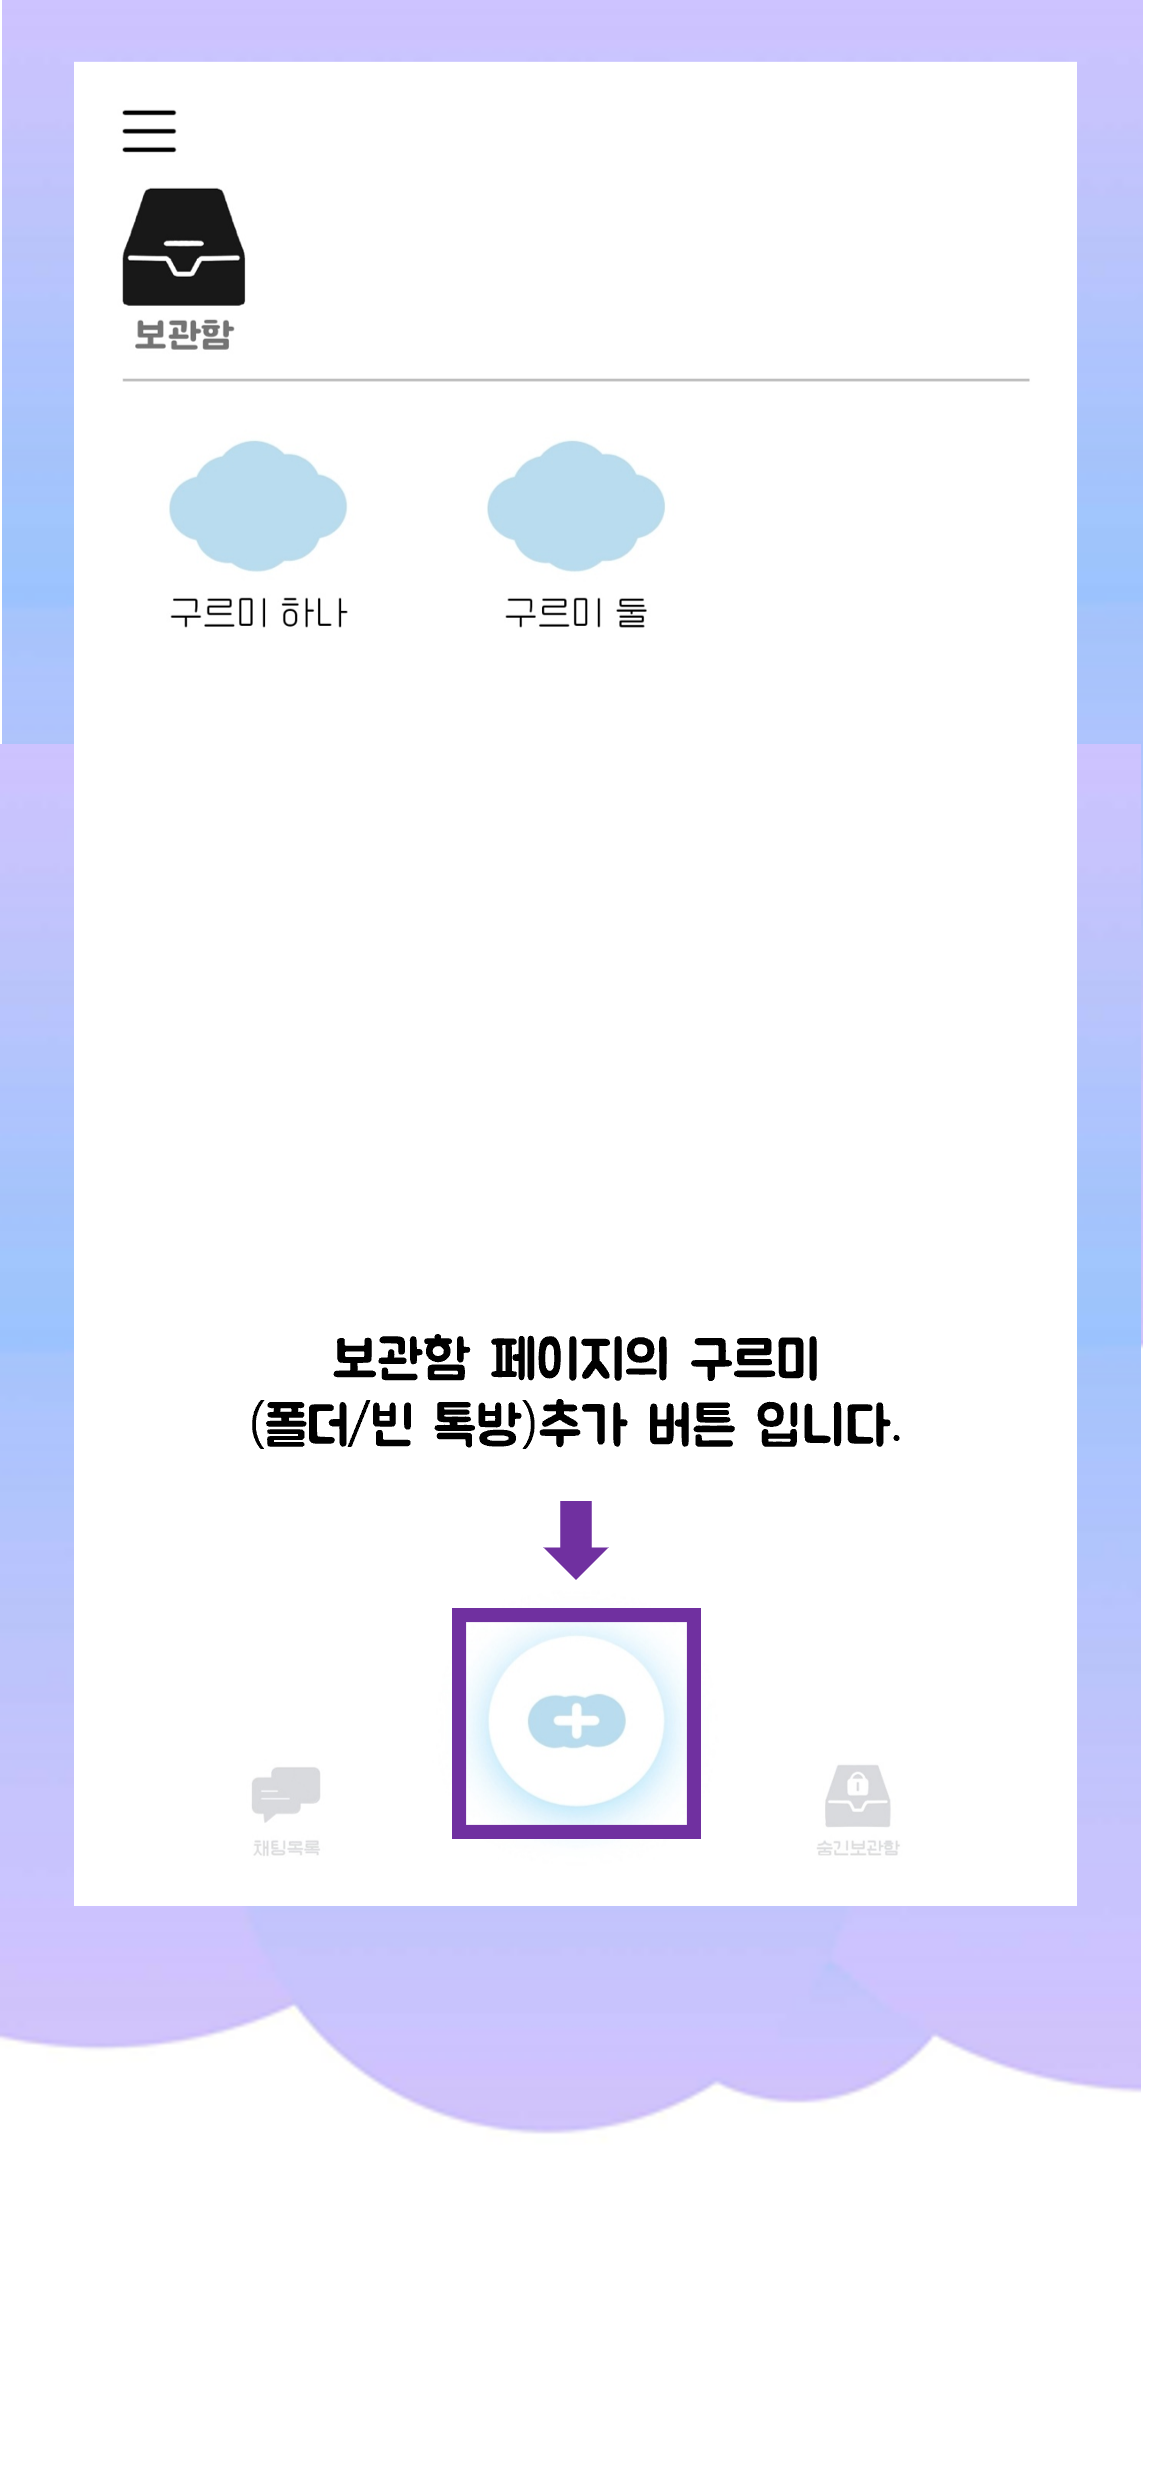 보관함
구르미 하나
구르미 둘
보관함 페이지의 구르미
(폴더/빈 톡방)추가 버튼 입니다.
채팅목록
숨긴보관함